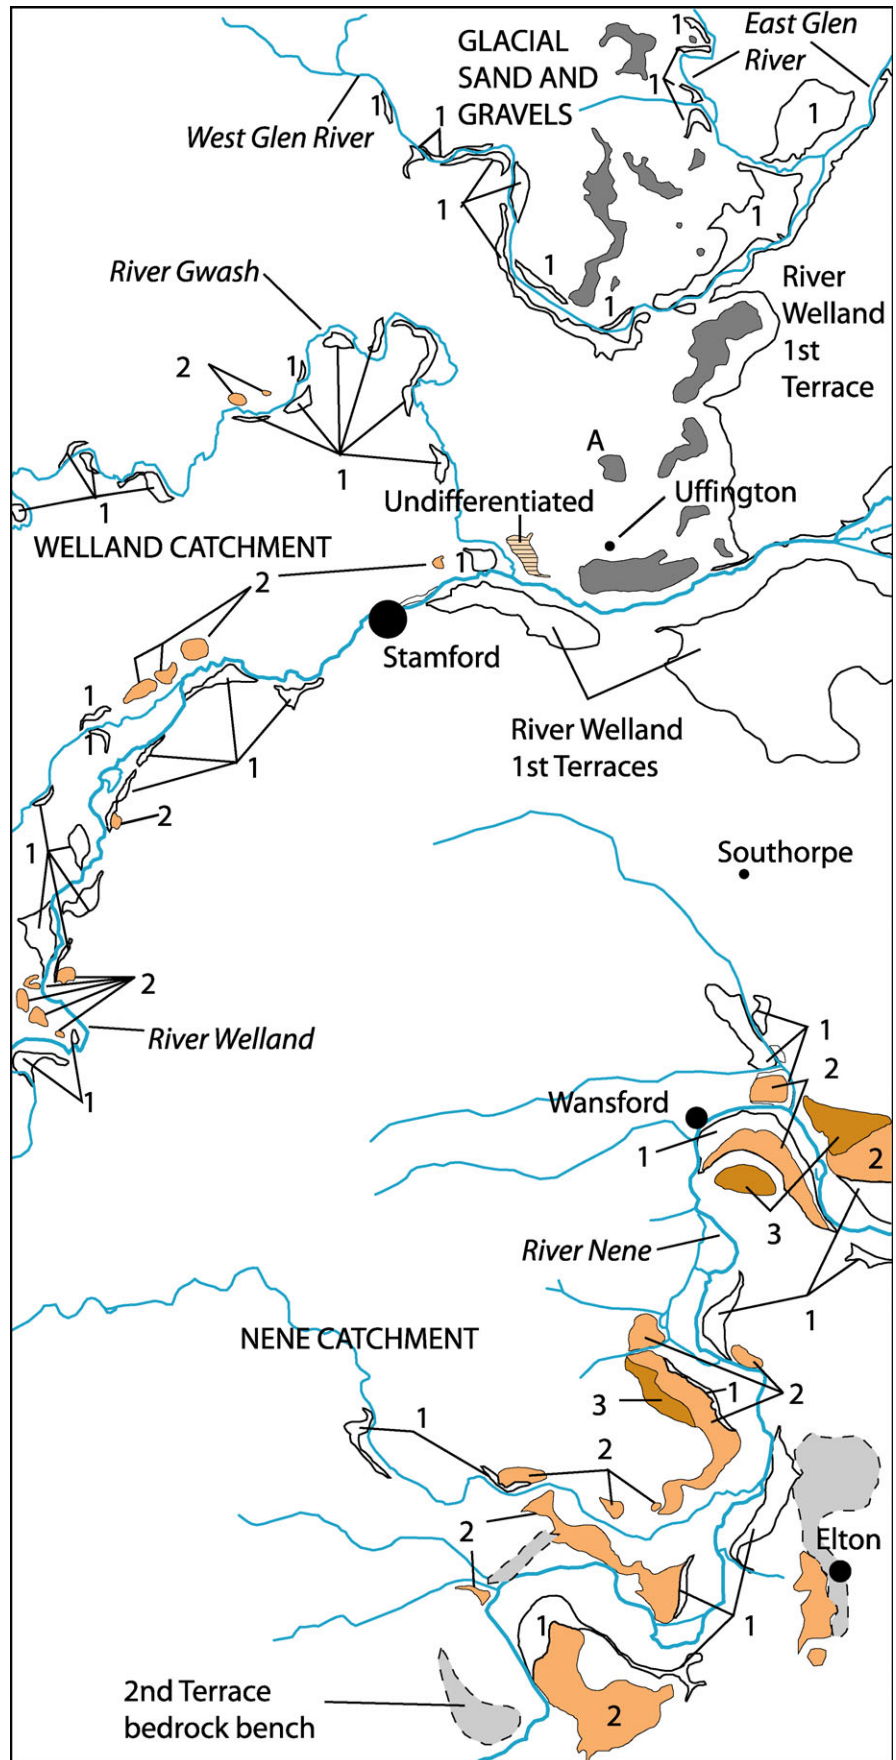 1
East Glen
River
GLACIAL
SAND AND
GRAVELS
1
1
1
1
West Glen River
1
1
1
River
Welland
1st
Terrace
River Gwash
1
1
2
1
A
1
Undifferentiated
Uffington
1
WELLAND CATCHMENT
1
2
Stamford
1
River Welland
1st Terraces
1
1
2
1
Southorpe
2
River Welland
1
2
1
Wansford
1
2
3
River Nene
1
NENE CATCHMENT
1
2
3
1
2
2
Elton
1
1
2nd Terrace
bedrock bench
2